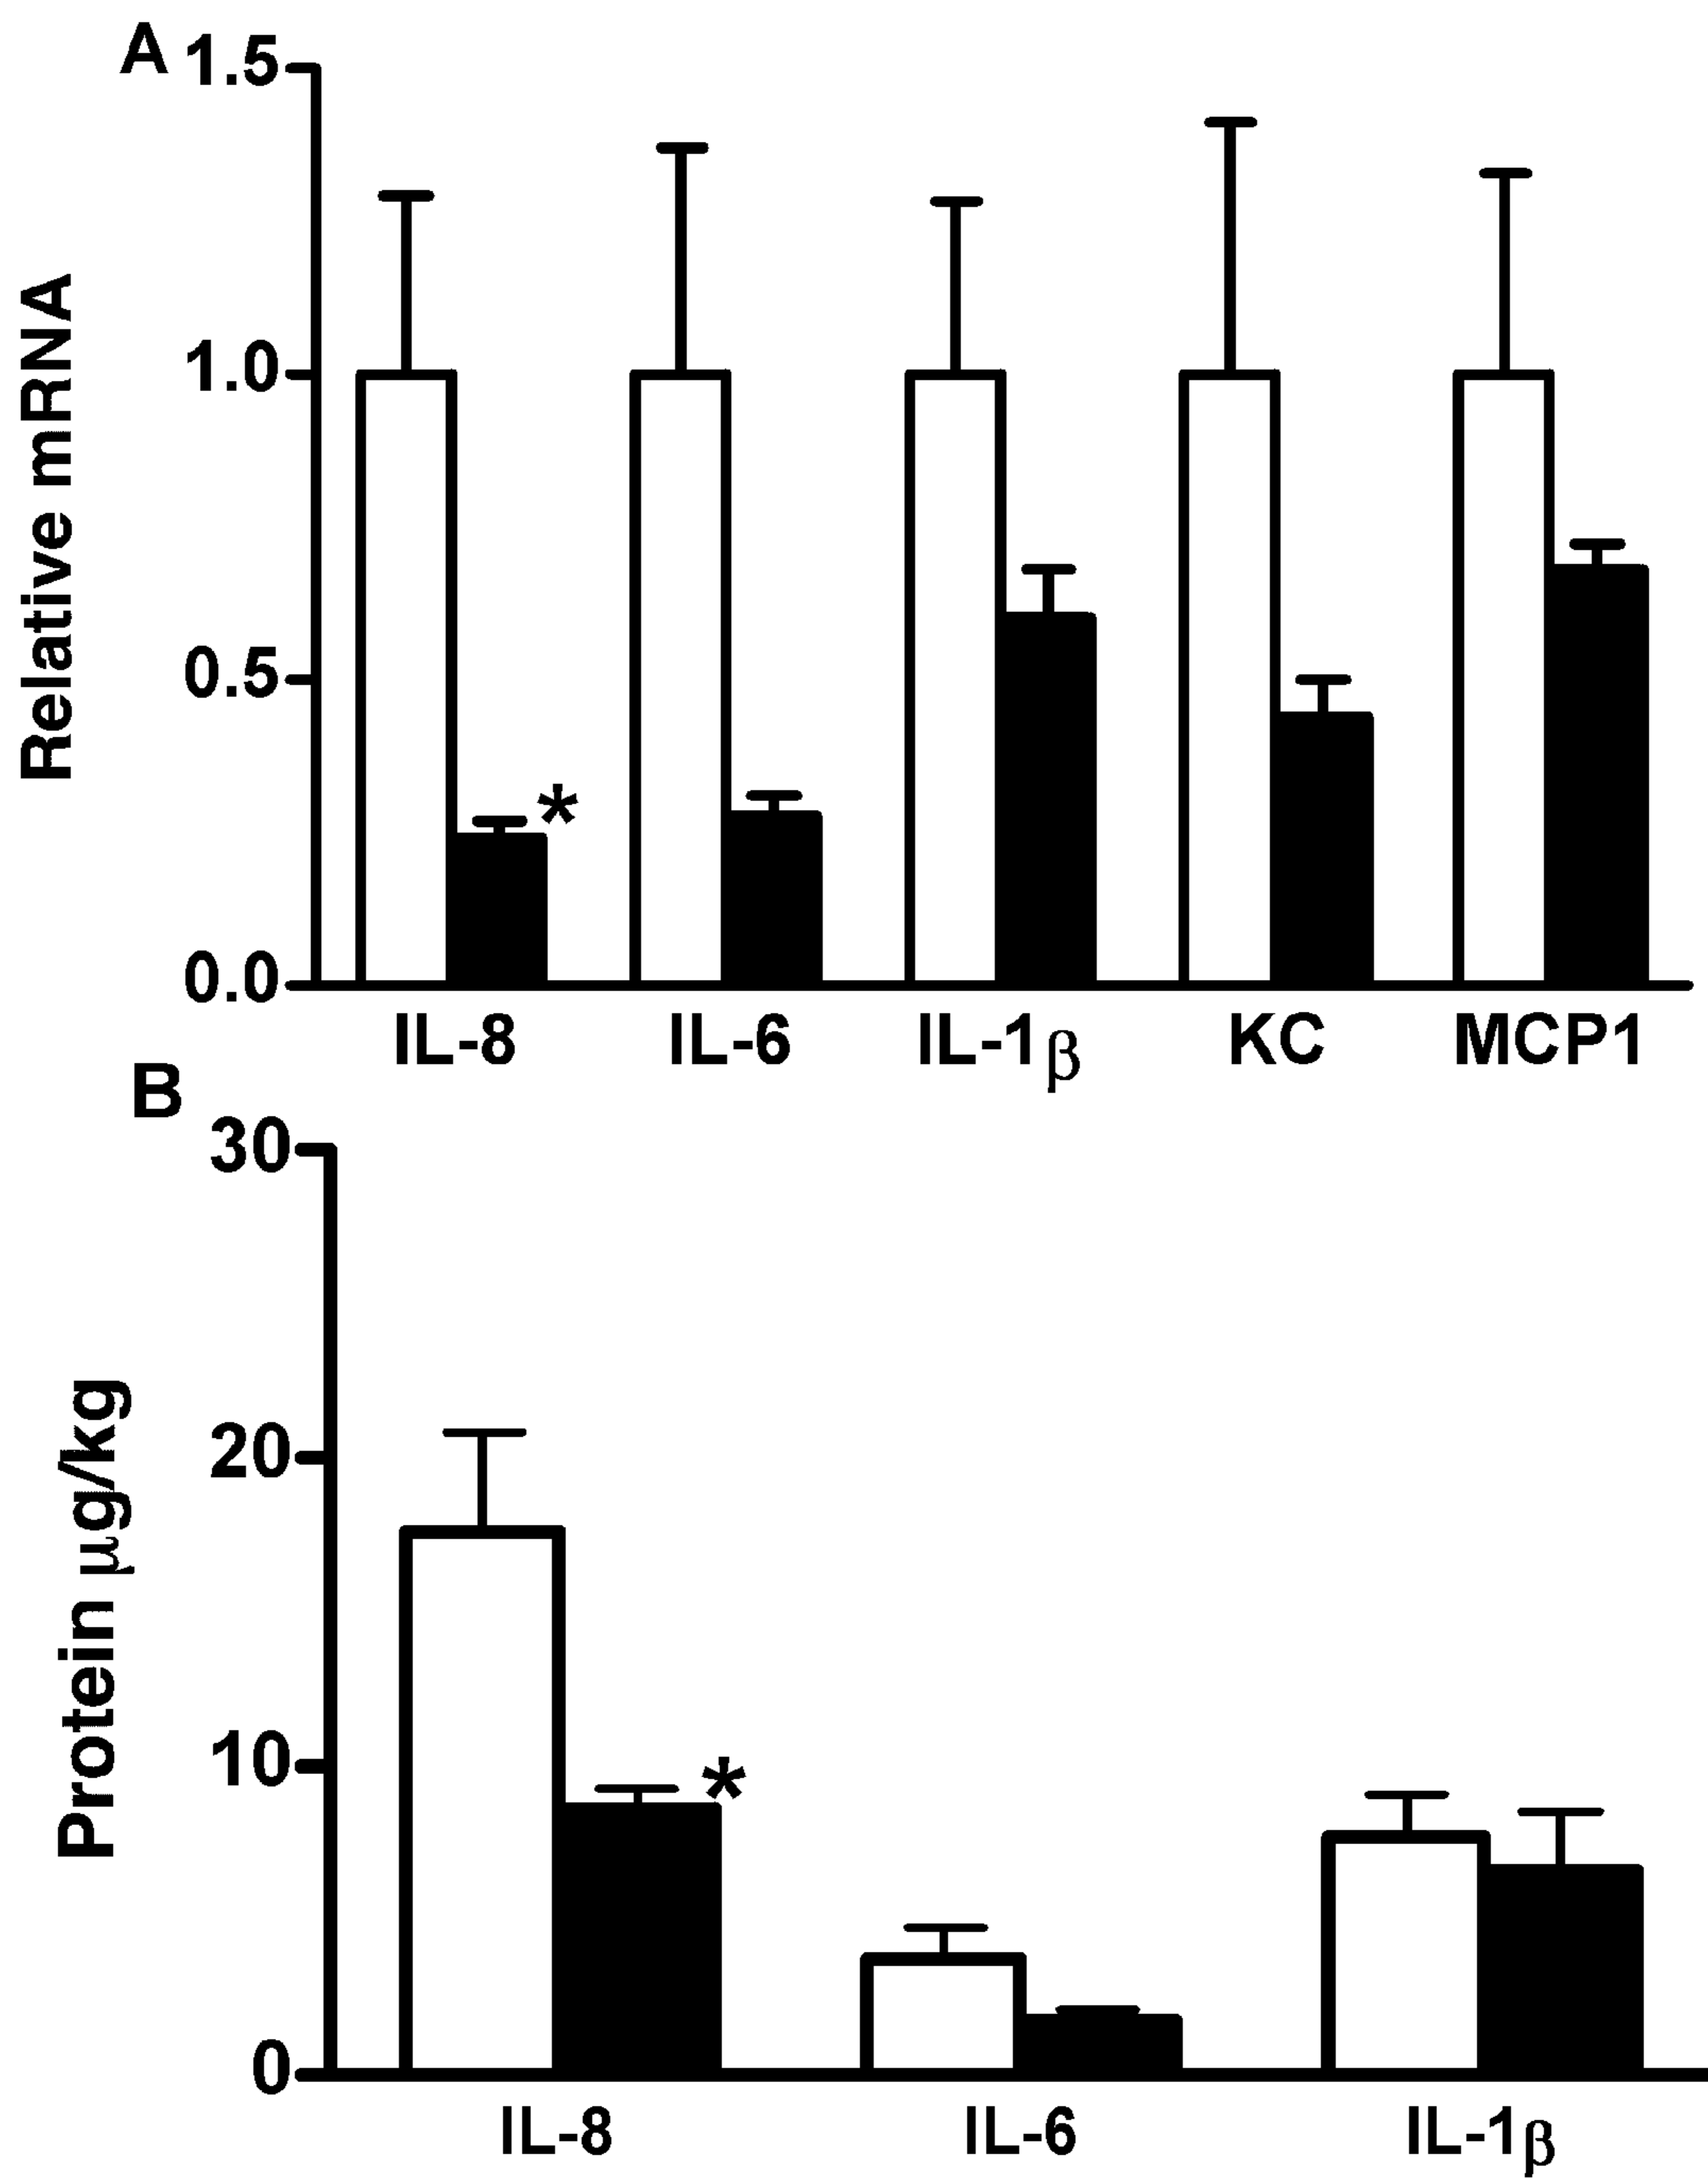 A
1.5
1.0
0.5
0.0
Relative mRNA
*
IL-8 IL-6 IL-1β KC MCP1
B
30
20
10
0
Protein μg/kg
*
IL-8 IL-6 IL-1β